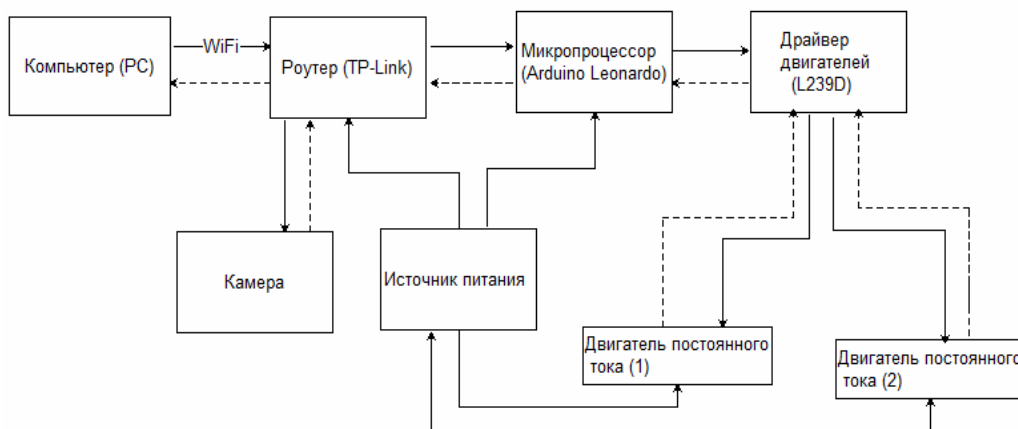 Компьютер (PC)
WiFi
Роутер (TP-Link)
Микропроцессор
(Arduino Leonardo)
Драйвер
двигателей
(L239D)
Камера
Источник питания
Двигатель постоянного
тока (1)
Двигатель постоянного
тока (2)